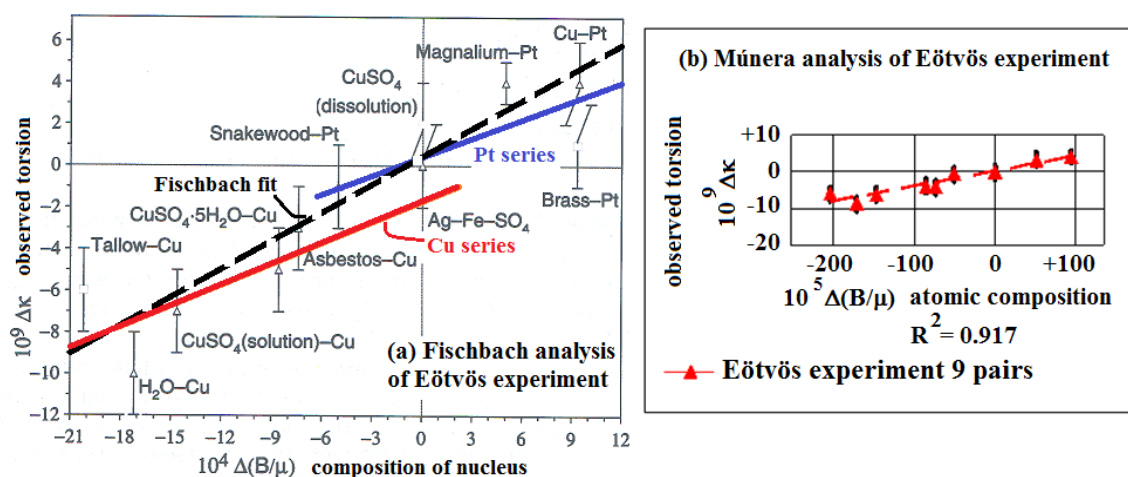 Cu–Pt
Magnalium–Pt
CuSO₄
(dissolution)
Snakewood–Pt
Pt series
Fischbach fit
CuSO₄·5H₂O–Cu
Brass–Pt
Ag–Fe–SO₄
Tallow–Cu
Cu series
Asbestos–Cu
CuSO₄(solution)–Cu
(a) Fischbach analysis
of Eötvös experiment
H₂O–Cu
10⁹ Δκ observed torsion
6
4
2
0
–2
–4
–6
–8
–10
–12
–21 –18 –15 –12 –9 –6 –3 0 3 6 9 12
10⁴ Δ(B/μ) composition of nucleus
(b) Múnera analysis of Eötvös experiment
observed torsion
10⁹ Δκ
+10
0
-10
-20
-200 -100 0 +100
10⁵ Δ(B/μ) atomic composition
R² = 0.917
Eötvös experiment 9 pairs